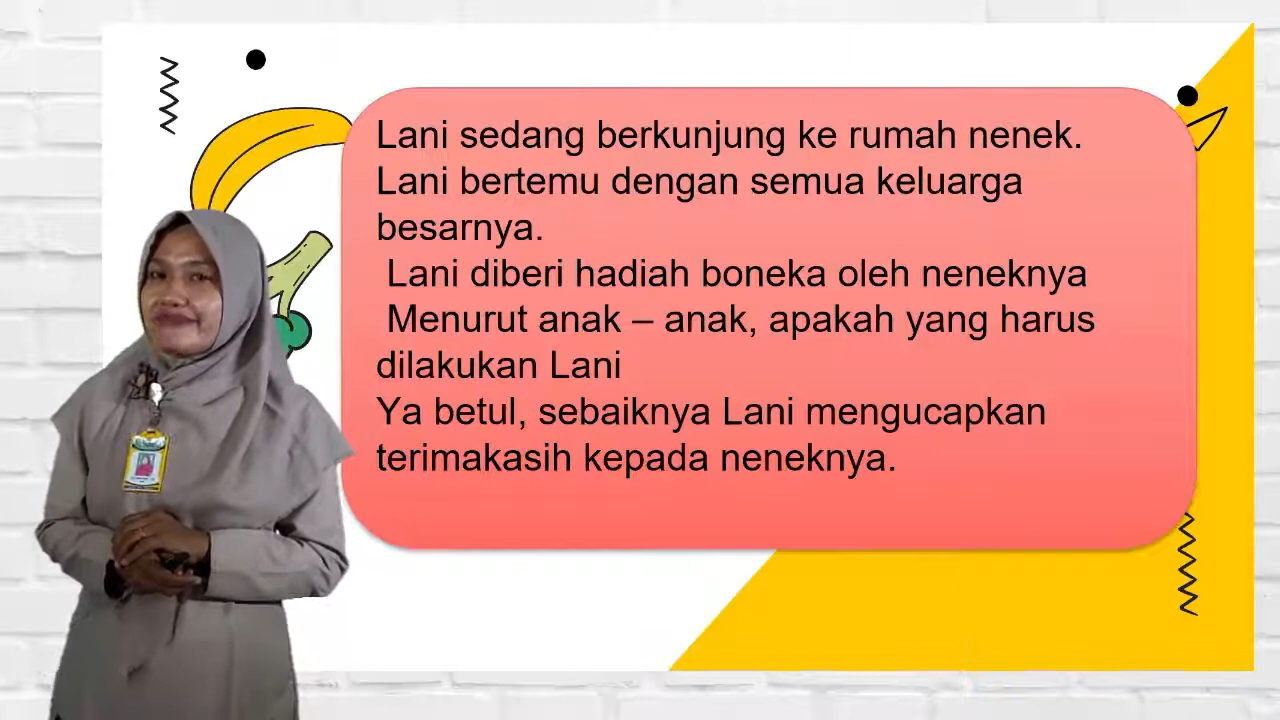 Lani sedang berkunjung ke rumah nenek.
Lani bertemu dengan semua keluarga
besarnya.
Lani diberi hadiah boneka oleh neneknya
Menurut anak – anak, apakah yang harus
dilakukan Lani
Ya betul, sebaiknya Lani mengucapkan
terimakasih kepada neneknya.